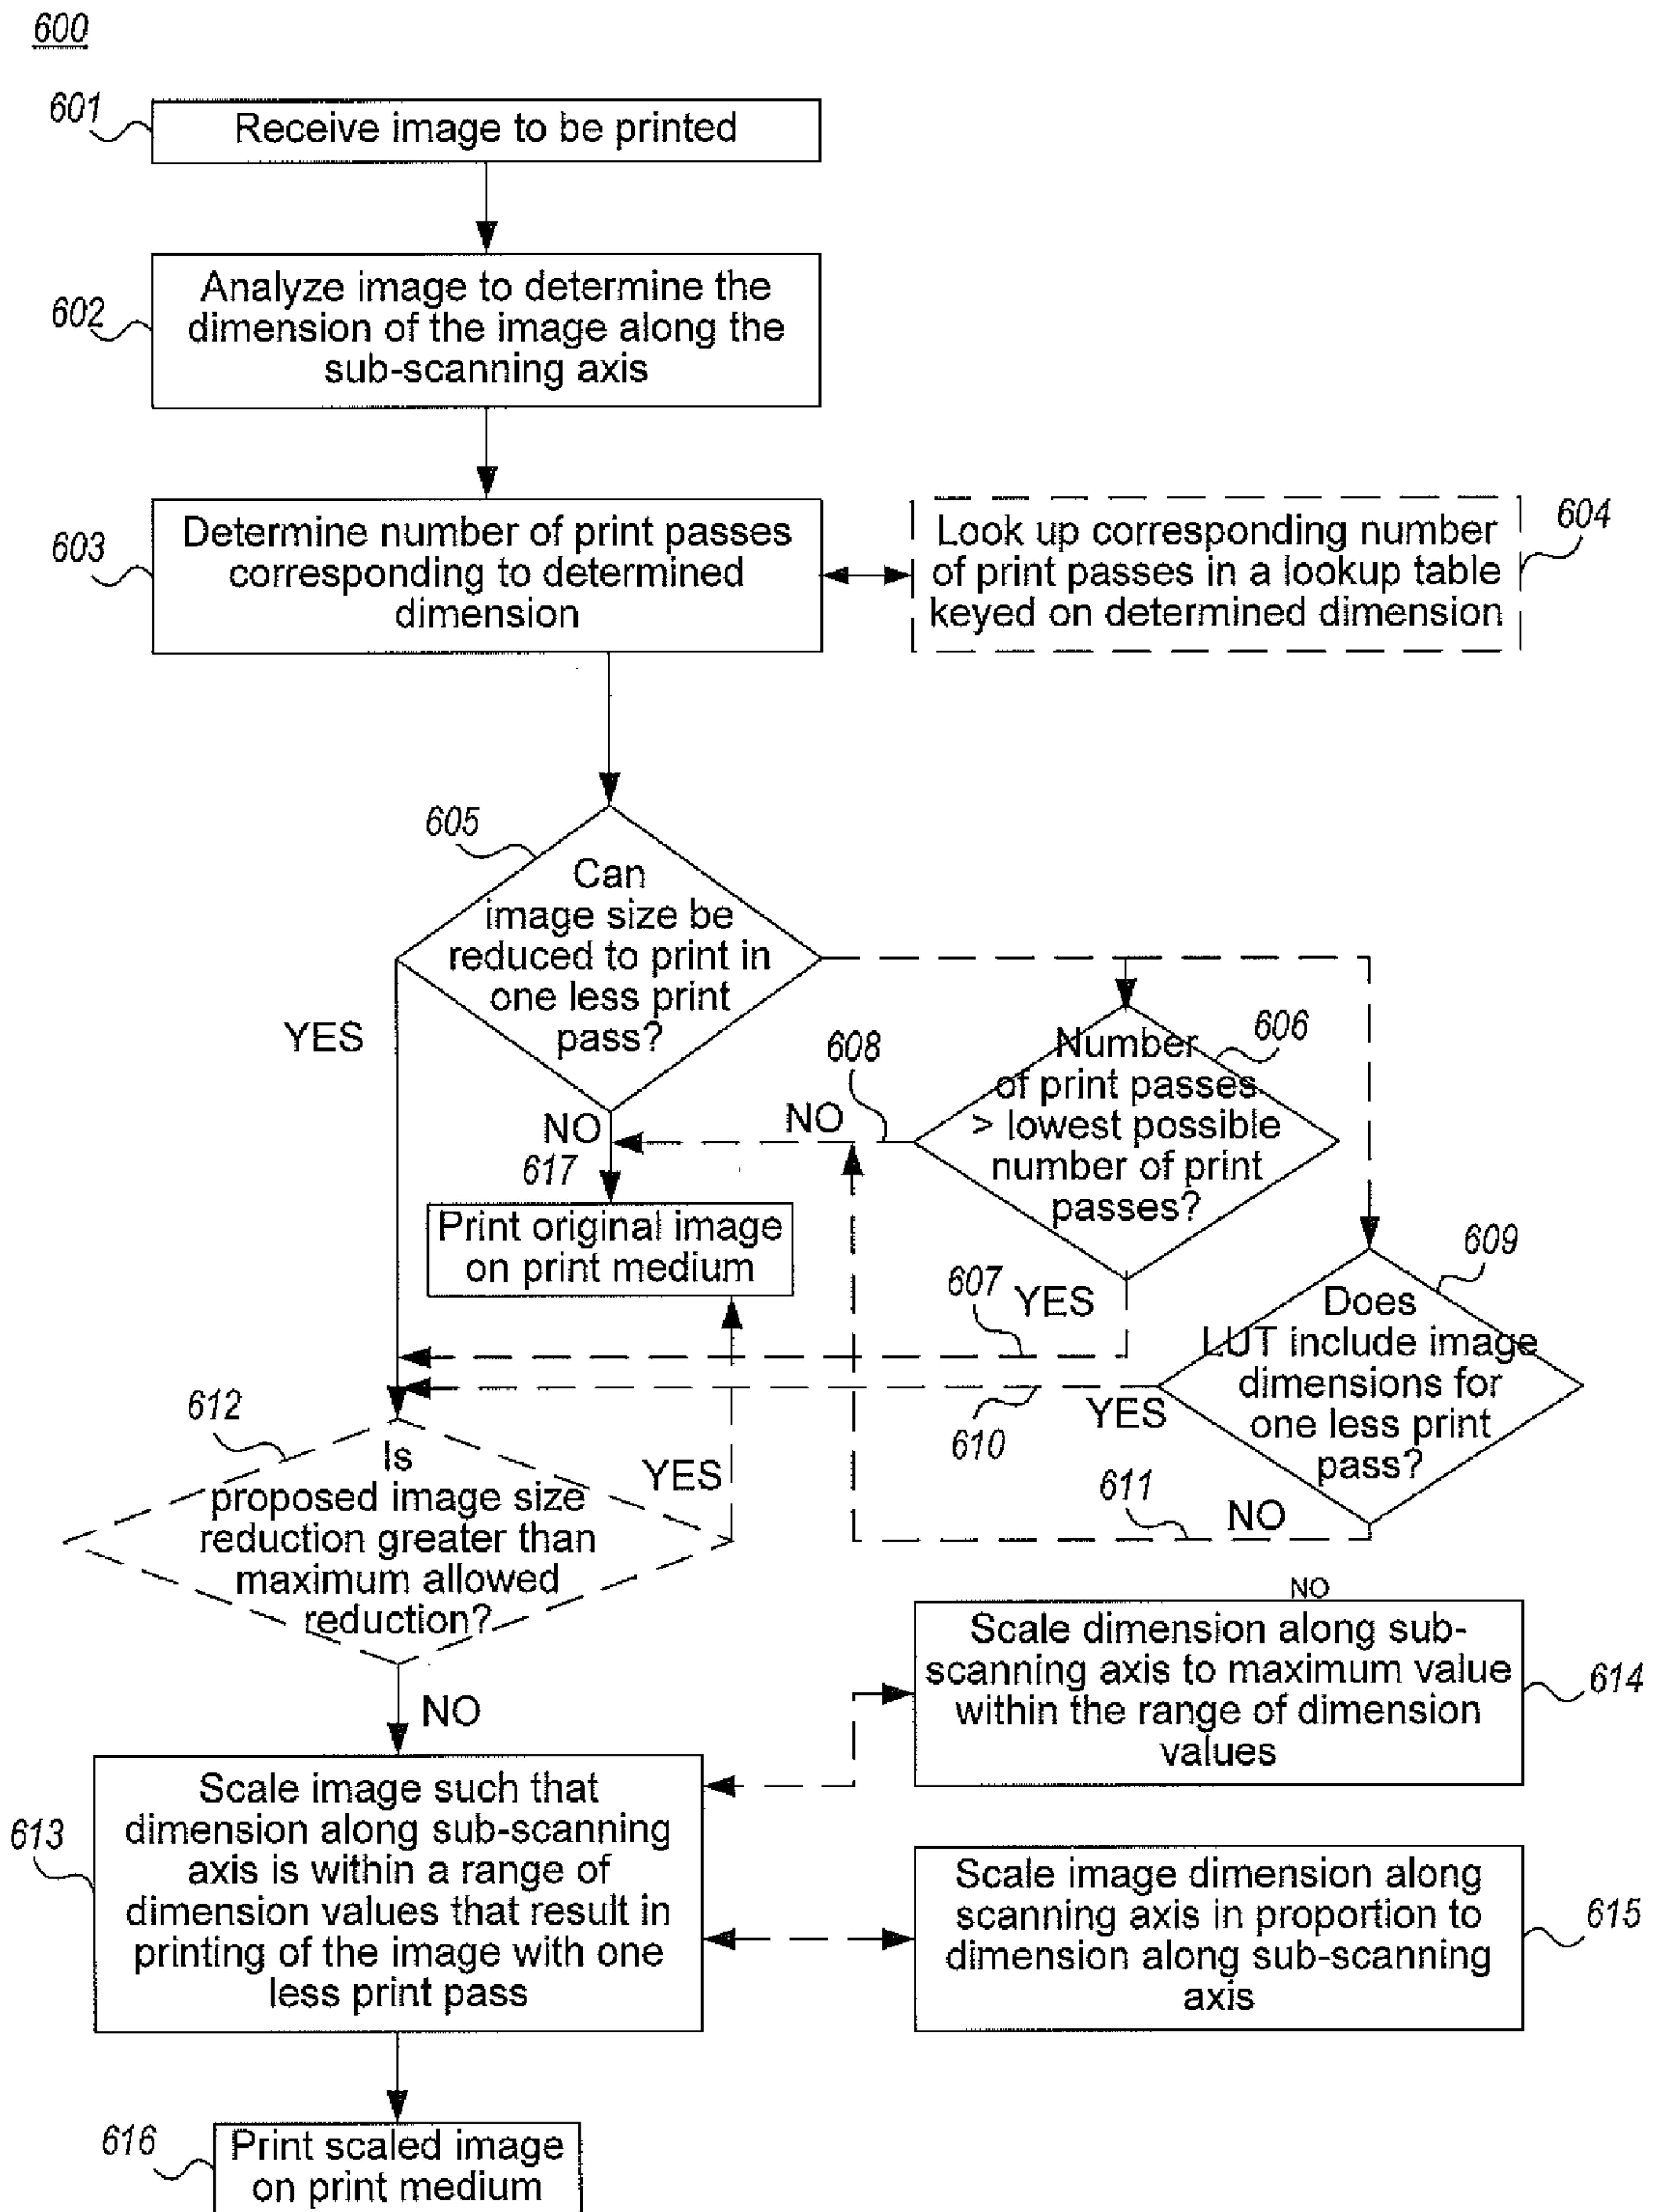 600
601
Receive image to be printed
602
Analyze image to determine the
dimension of the image along the
sub-scanning axis
603
Determine number of print passes
corresponding to determined
dimension
Look up corresponding number
of print passes in a lookup table
keyed on determined dimension
604
605
Can
image size be
reduced to print in
one less print
pass?
YES
NO
617
Print original image
on print medium
606
Number
of print passes
> lowest possible
number of print
passes?
608
NO
607
YES
609
Does
LUT include image
dimensions for
one less print
pass?
YES
610
611
NO
612
Is
proposed image size
reduction greater than
maximum allowed
reduction?
YES
NO
NO
Scale dimension along sub-
scanning axis to maximum value
within the range of dimension
values
614
613
Scale image such that
dimension along sub-scanning
axis is within a range of
dimension values that result in
printing of the image with one
less print pass
Scale image dimension along
scanning axis in proportion to
dimension along sub-scanning
axis
615
616
Print scaled image
on print medium